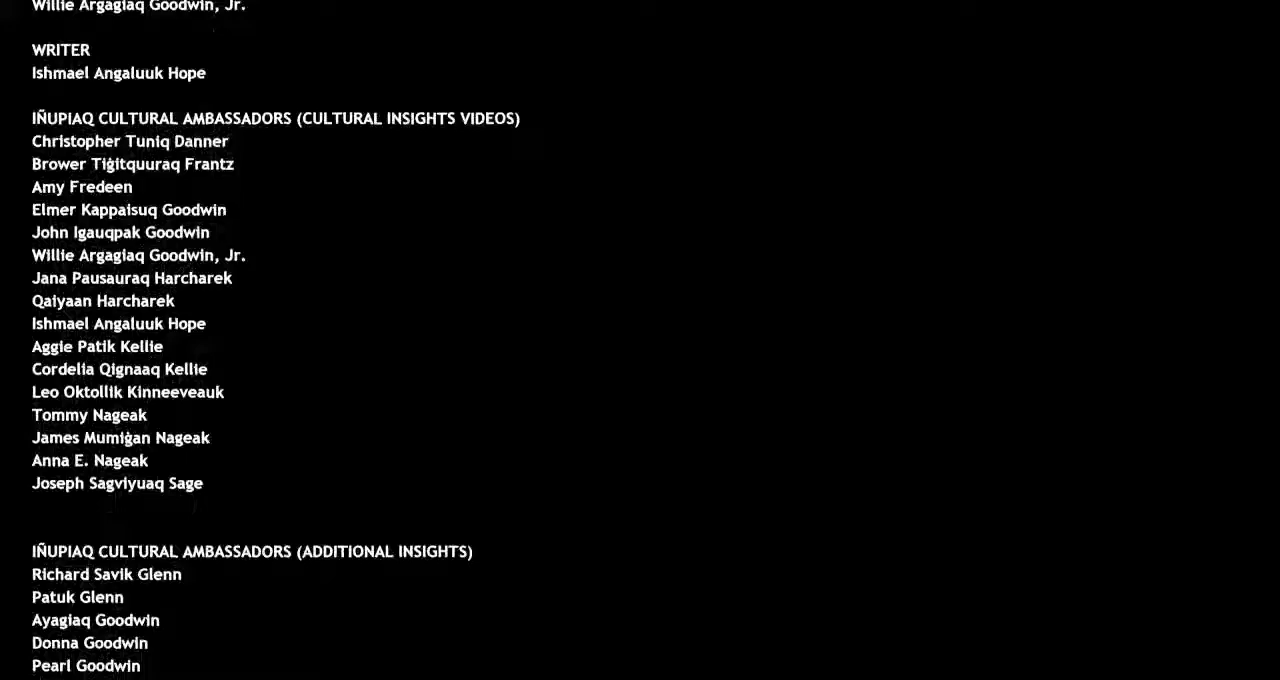 Willie Argagiaq Goodwin, Jr.
WRITER
Ishmael Angaluuk Hope
IÑUPIAQ CULTURAL AMBASSADORS (CULTURAL INSIGHTS VIDEOS)
Christopher Tuniq Danner
Brower Tiġitquuraq Frantz
Amy Fredeen
Elmer Kappaisuq Goodwin
John Igauqpak Goodwin
Willie Argagiaq Goodwin, Jr.
Jana Pausauraq Harcharek
Qaiyaan Harcharek
Ishmael Angaluuk Hope
Aggie Patik Kellie
Cordelia Qignaaq Kellie
Leo Oktollik Kinneeveauk
Tommy Nageak
James Mumiġan Nageak
Anna E. Nageak
Joseph Sagviyuaq Sage
IÑUPIAQ CULTURAL AMBASSADORS (ADDITIONAL INSIGHTS)
Richard Savik Glenn
Patuk Glenn
Ayagiaq Goodwin
Donna Goodwin
Pearl Goodwin